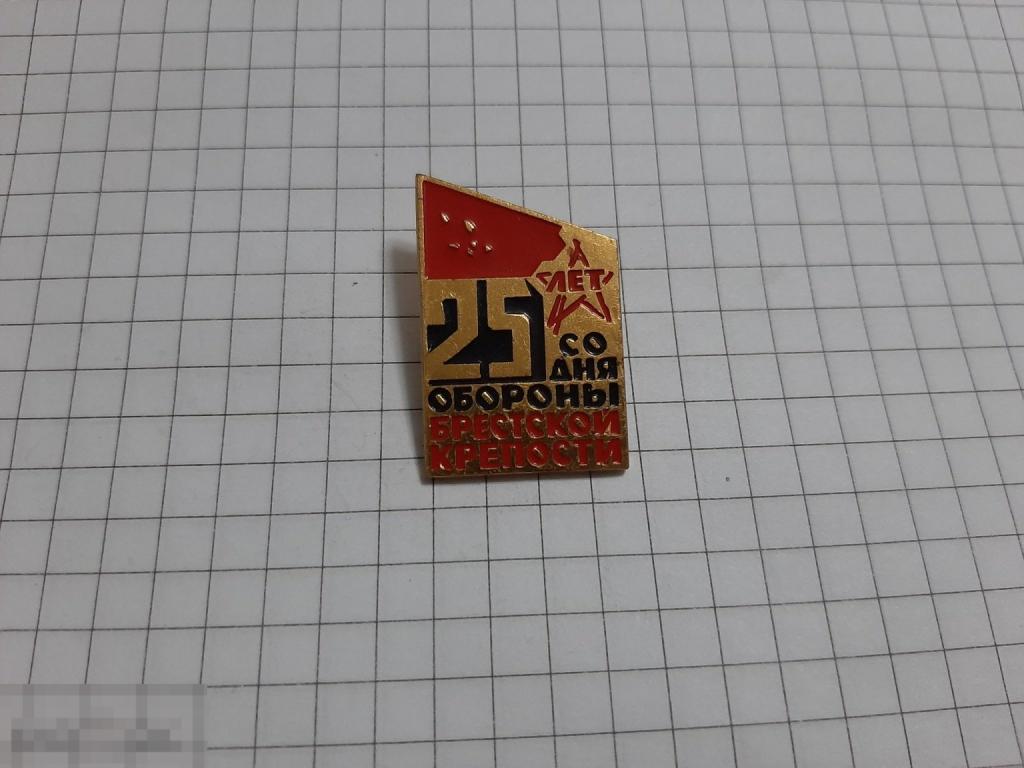 25 ЛЕТ
СО
ДНЯ
ОБОРОНЫ
БРЕСТСКОЙ
КРЕПОСТИ